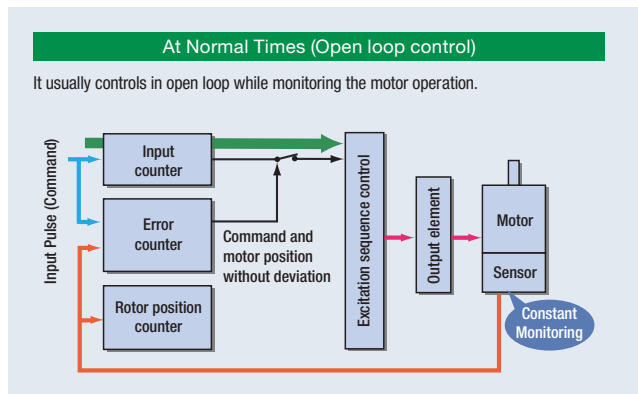 At Normal Times (Open loop control)
It usually controls in open loop while monitoring the motor operation.
Input Pulse (Command)
Input
counter
Error
counter
Rotor position
counter
Command and
motor position
without deviation
Excitation sequence control
Output element
Motor
Sensor
Constant
Monitoring